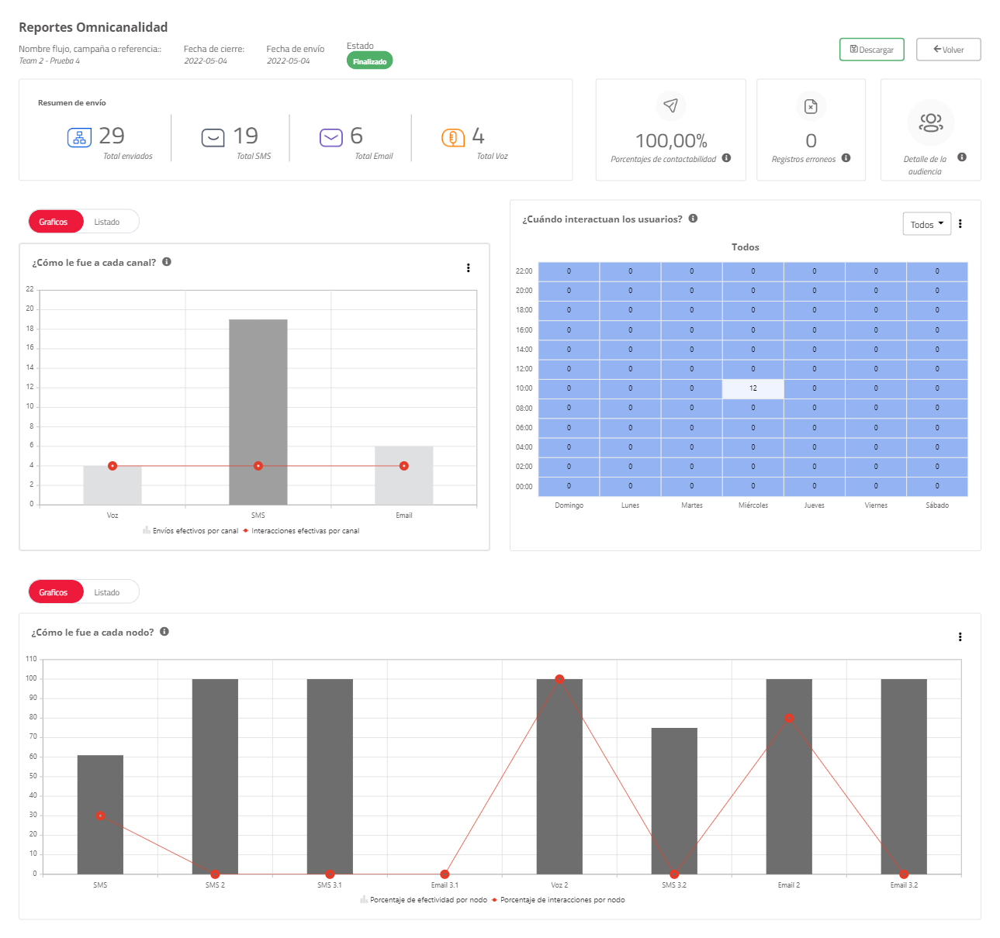 Reportes Omnicanalidad
Nombre flujo, campaña o referencia::
Team 2 - Prueba 4
Fecha de cierre:
2022-05-04
Fecha de envío
2022-05-04
Estado
Finalizado
Descargar
Volver
Resumen de envío
29
Total enviados
19
Total SMS
6
Total Email
4
Total Voz
100,00%
Porcentajes de contactabilidad
0
Registros erroneos
Detalle de la
audiencia
Graficos Listado
¿Cómo le fue a cada canal?
22
20
18
16
14
12
10
8
6
4
2
0
Voz SMS Email
Envíos efectivos por canal Interacciones efectivas por canal
¿Cuándo interactuan los usuarios?
Todos
Todos
22:00 0 0 0 0 0 0 0
20:00 0 0 0 0 0 0 0
18:00 0 0 0 0 0 0 0
16:00 0 0 0 0 0 0 0
14:00 0 0 0 0 0 0 0
12:00 0 0 0 0 0 0 0
10:00 0 0 0 12 0 0 0
08:00 0 0 0 0 0 0 0
06:00 0 0 0 0 0 0 0
04:00 0 0 0 0 0 0 0
02:00 0 0 0 0 0 0 0
00:00 0 0 0 0 0 0 0
Domingo Lunes Martes Miércoles Jueves Viernes Sábado
Graficos Listado
¿Cómo le fue a cada nodo?
110
100
90
80
70
60
50
40
30
20
10
0
SMS SMS 2 SMS 3.1 Email 3.1 Voz 2 SMS 3.2 Email 2 Email 3.2
Porcentaje de efectividad por nodo Porcentaje de interacciones por nodo